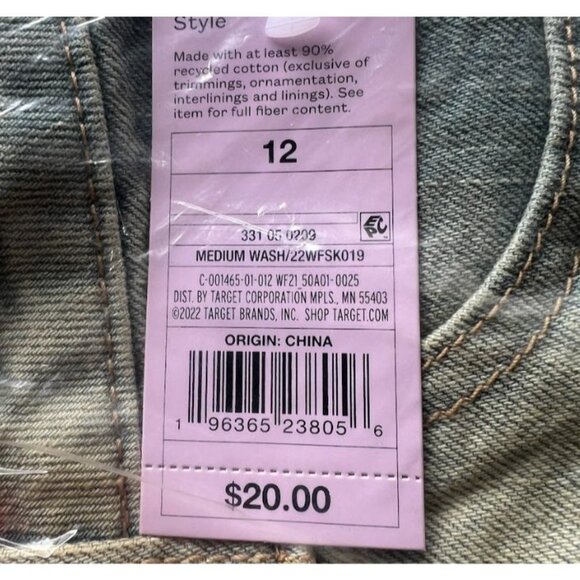 Style
Made with at least 90%
recycled cotton (exclusive of
trimmings, ornamentation,
interlinings and linings). See
item for full fiber content.
12
331 05 0209
MEDIUM WASH/22WFSK019
C-001465-01-012 WF21_50A01-0025
DIST. BY TARGET CORPORATION MPLS., MN 55403
©2022 TARGET BRANDS, INC. SHOP TARGET.COM
ORIGIN: CHINA
1 96365 23805 6
$20.00